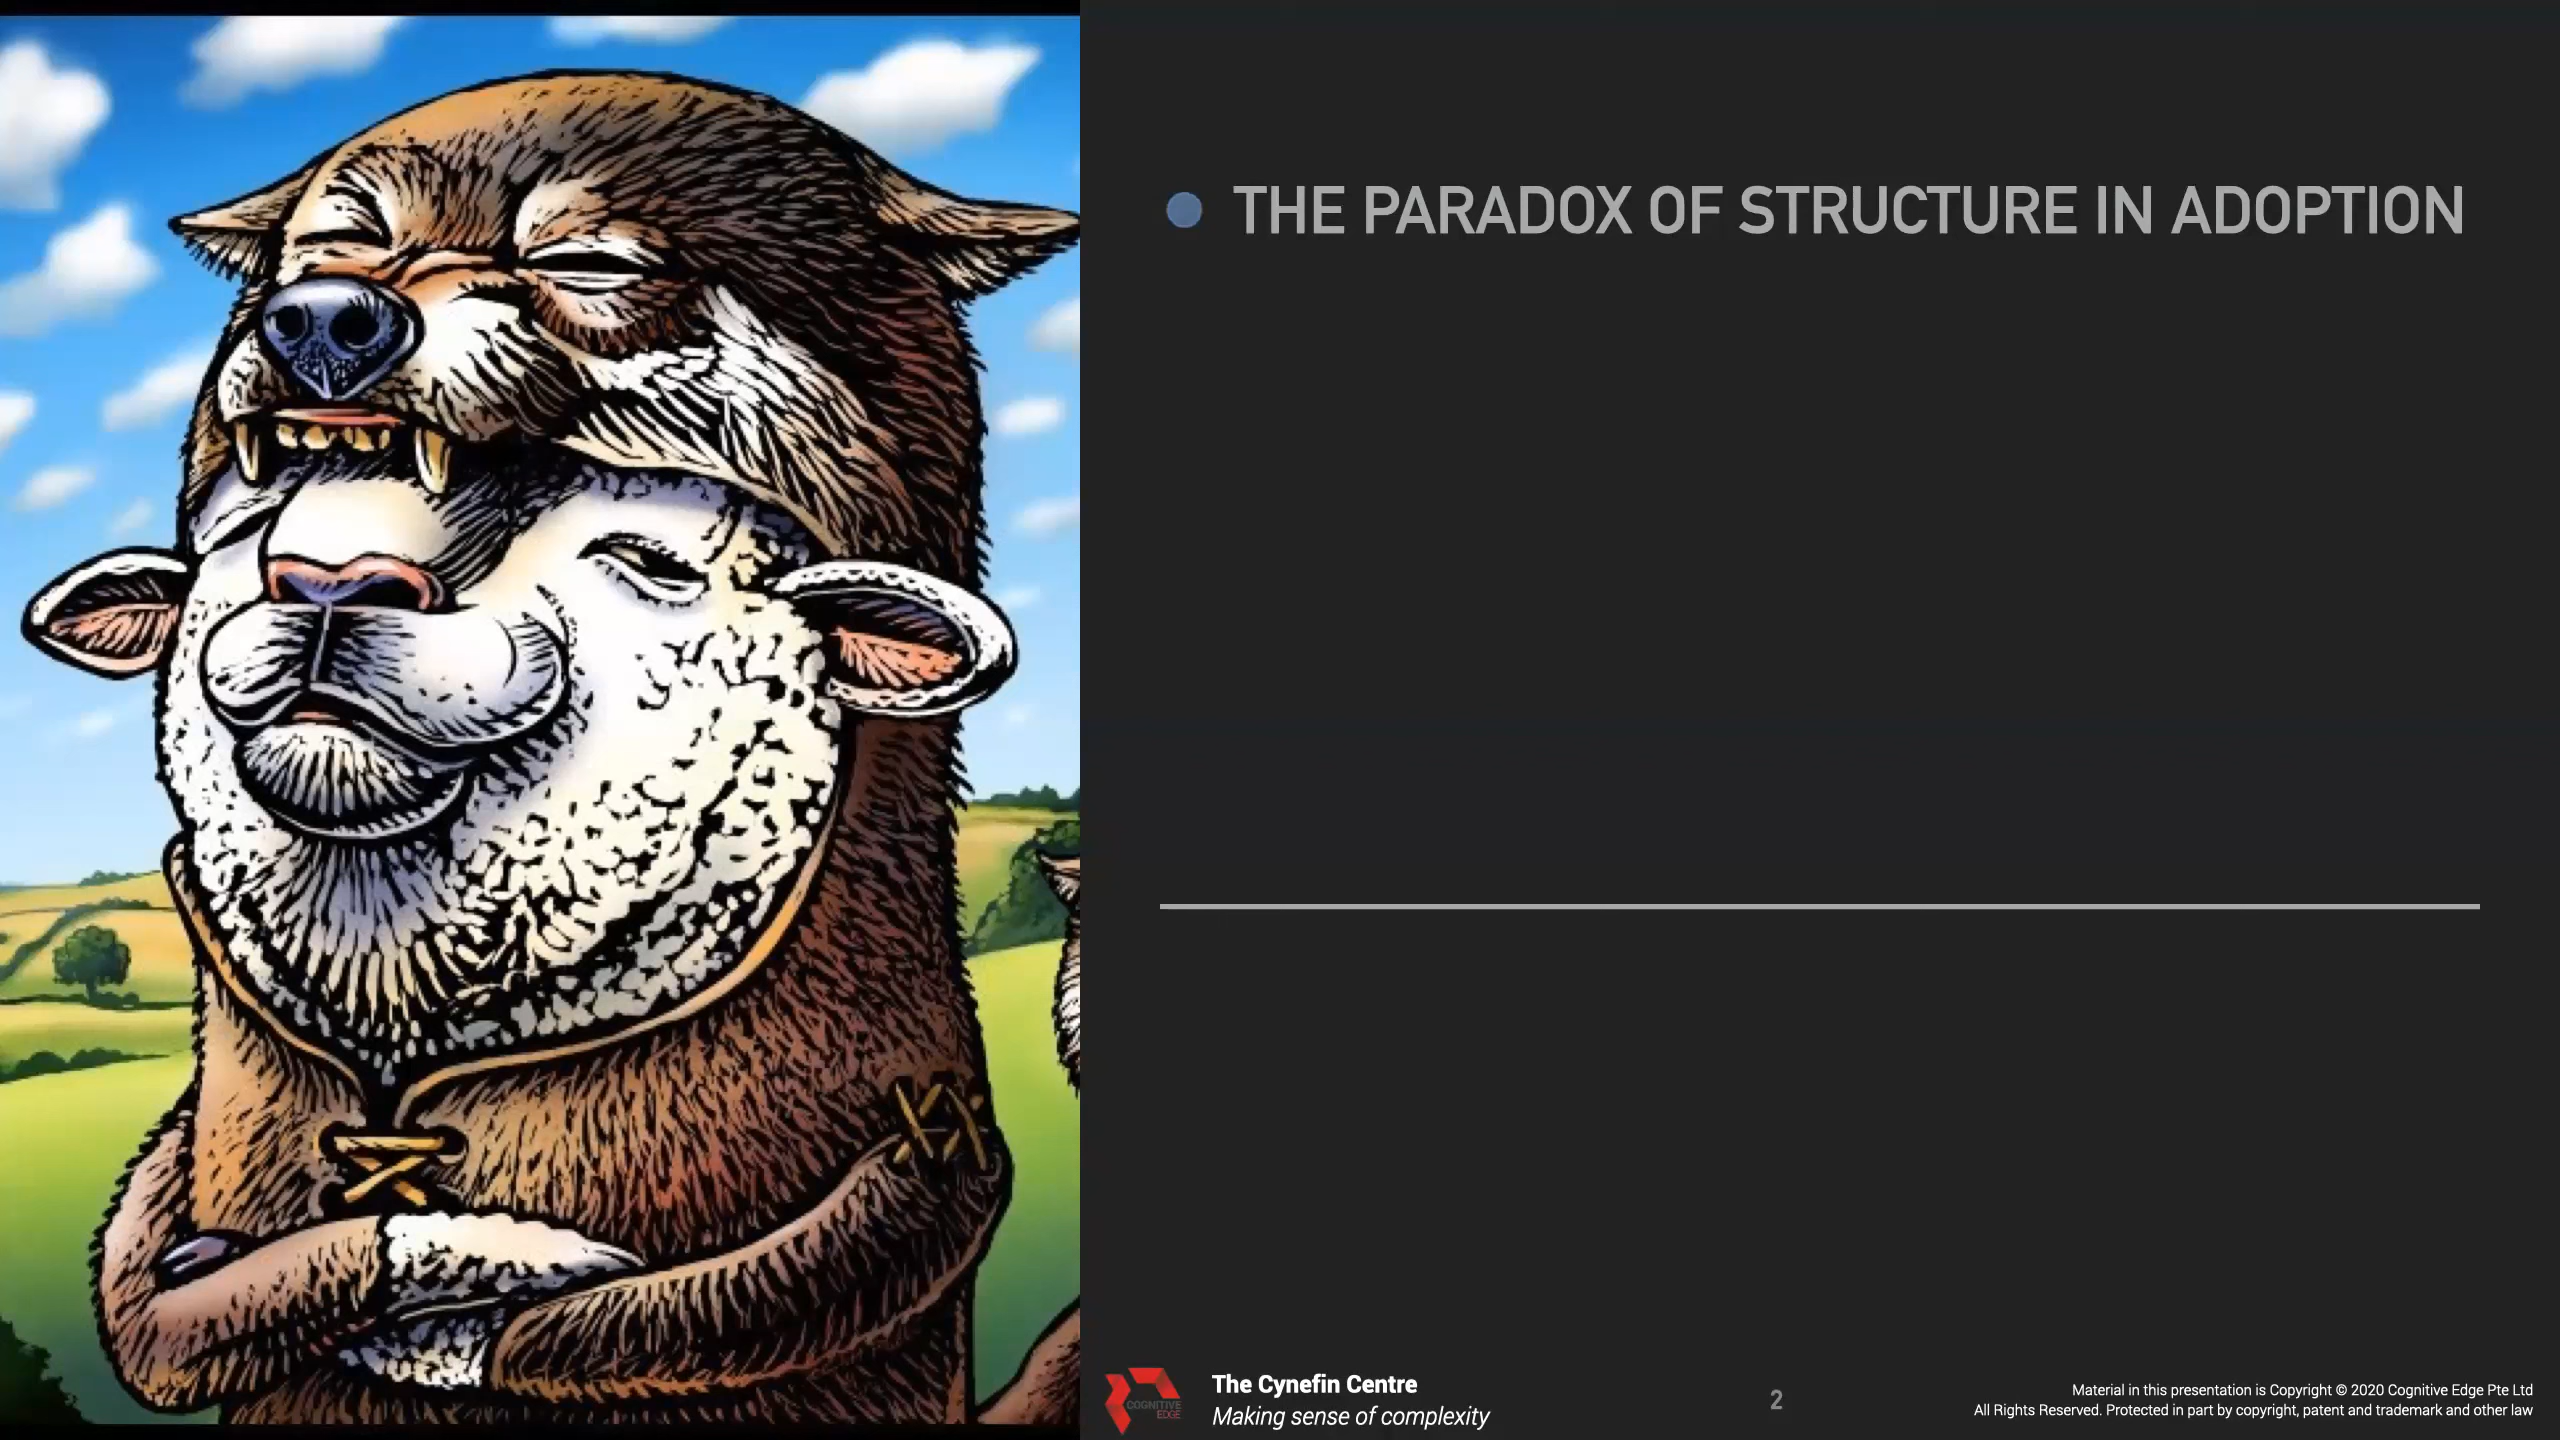 THE PARADOX OF STRUCTURE IN ADOPTION
COGNITIVE
EDGE
The Cynefin Centre
Making sense of complexity
2
Material in this presentation is Copyright © 2020 Cognitive Edge Pte Ltd
All Rights Reserved. Protected in part by copyright, patent and trademark and other law